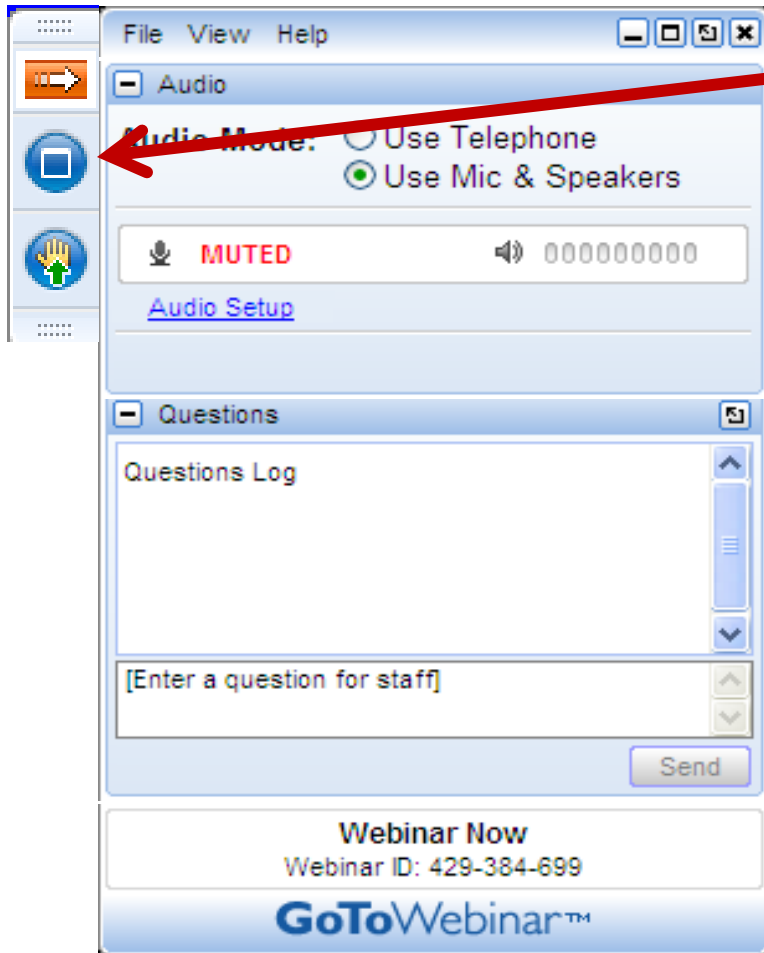 File View Help
Audio
Audio Mode: Use Telephone
Use Mic & Speakers
MUTED 000000000
Audio Setup
Questions
Questions Log
[Enter a question for staff]
Send
Webinar Now
Webinar ID: 429-384-699
GoToWebinar™